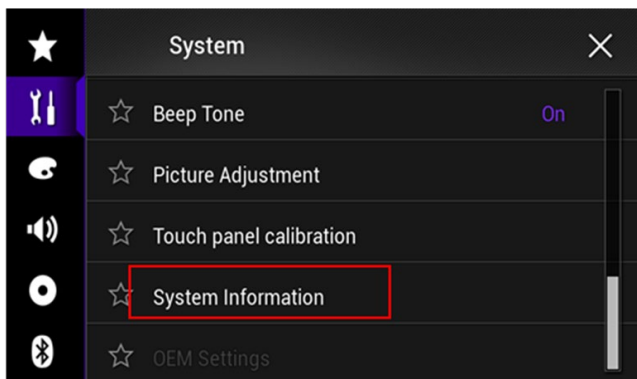 System
Beep Tone On
Picture Adjustment
Touch panel calibration
System Information
OEM Settings